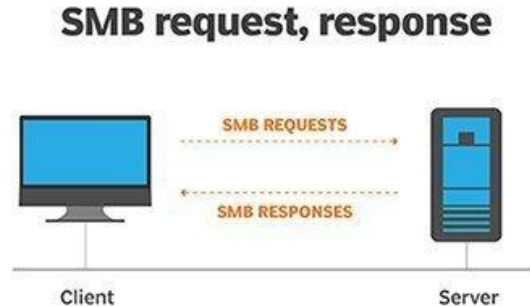 SMB request, response
SMB REQUESTS
SMB RESPONSES
Client
Server